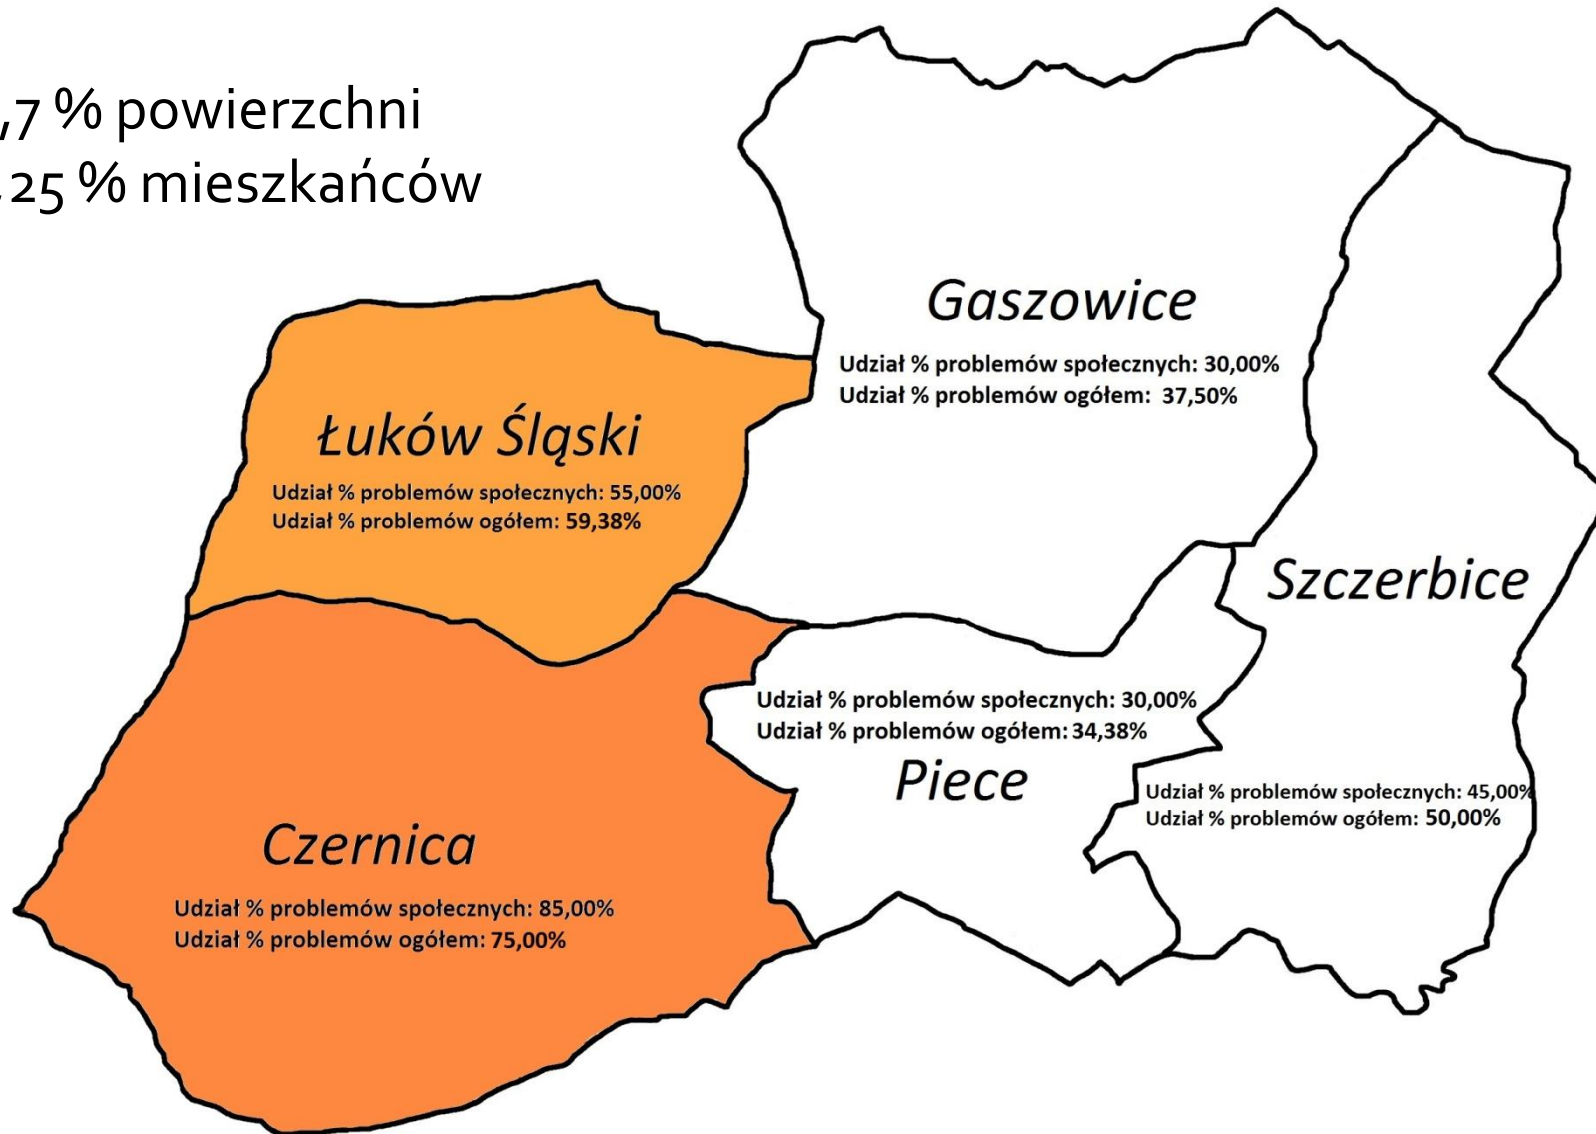 ,7 % powierzchni
,25 % mieszkańców
Gaszowice
Udział % problemów społecznych: 30,00%
Udział % problemów ogółem: 37,50%
Łuków Śląski
Udział % problemów społecznych: 55,00%
Udział % problemów ogółem: 59,38%
Szczerbice
Udział % problemów społecznych: 45,00%
Udział % problemów ogółem: 50,00%
Udział % problemów społecznych: 30,00%
Udział % problemów ogółem: 34,38%
Piece
Czernica
Udział % problemów społecznych: 85,00%
Udział % problemów ogółem: 75,00%